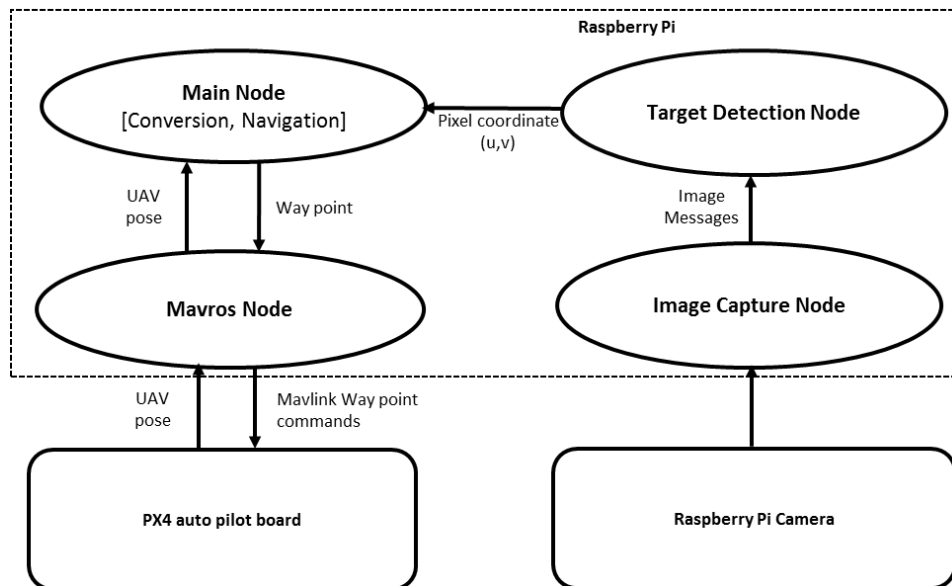 Raspberry Pi
Main Node
[Conversion, Navigation]
Target Detection Node
Pixel coordinate
(u,v)
UAV
pose
Way point
Image
Messages
Mavros Node
Image Capture Node
UAV
pose
Mavlink Way point
commands
PX4 auto pilot board
Raspberry Pi Camera